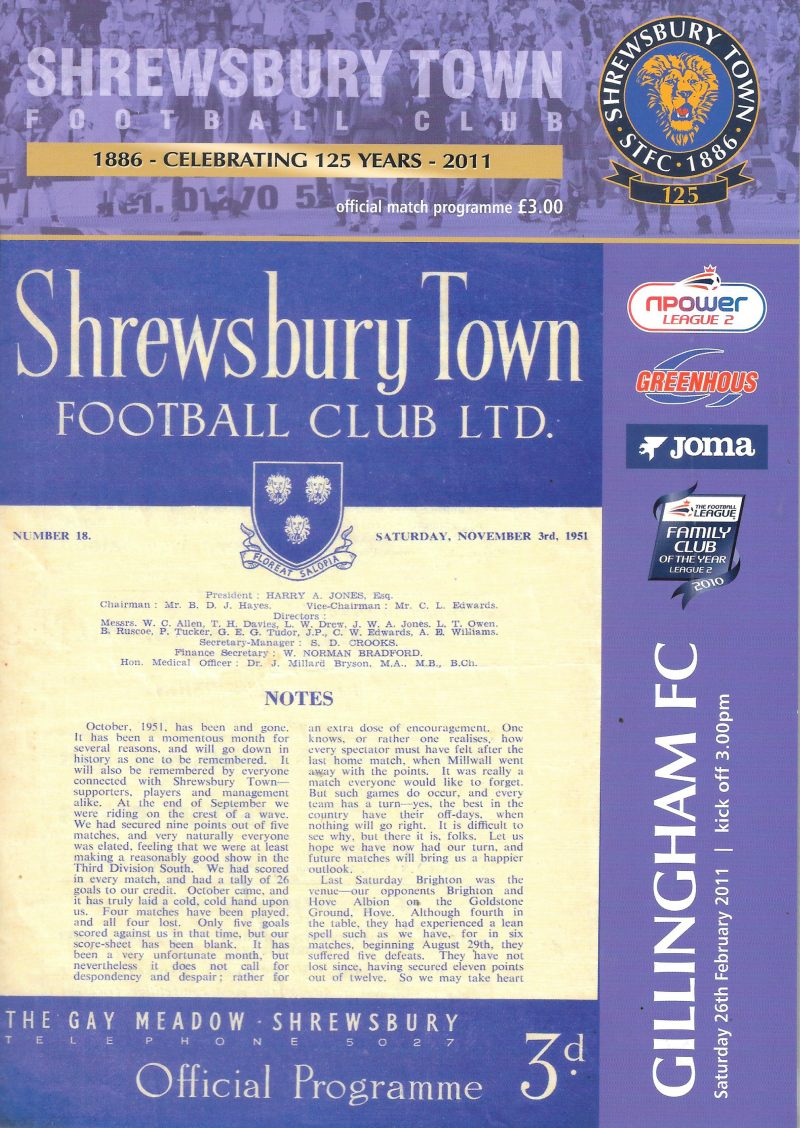 SHREWSBURY TOWN
FOOTBALL CLUB
1886 - CELEBRATING 125 YEARS - 2011
Tel. 01270
official match programme £3.00
SHREWSBURY TOWN
STFC · 1886
125
npower
LEAGUE 2
GREENHOUS
Joma
THE FOOTBALL
LEAGUE
FAMILY
CLUB
OF THE YEAR
LEAGUE 2
2010
GILLINGHAM FC
Saturday 26th February 2011 | kick off 3.00pm
Shrewsbury Town
FOOTBALL CLUB LTD.
NUMBER 18.
SATURDAY, NOVEMBER 3rd, 1951
FLOREAT SALOPIA
President : HARRY A. JONES, Esq.
Chairman : Mr. B. D. J. Hayes. Vice-Chairman : Mr. C. L. Edwards.
Directors :
Messrs. W. C. Allen, T. H. Davies, L. W. Drew, J. W. A. Jones, L. T. Owen.
B. Ruscoe, P. Tucker, G. E. G. Tudor, J.P., C. W. Edwards, A. E. Williams.
Secretary-Manager : S. D. CROOKS.
Finance Secretary : W. NORMAN BRADFORD.
Hon. Medical Officer : Dr. J. Millard Bryson, M.A., M.B., B.Ch.
NOTES
October, 1951, has been and gone.
It has been a momentous month for
several reasons, and will go down in
history as one to be remembered. It
will also be remembered by everyone
connected with Shrewsbury Town—
supporters, players and management
alike. At the end of September we
were riding on the crest of a wave.
We had secured nine points out of five
matches, and very naturally everyone
was elated, feeling that we were at least
making a reasonably good show in the
Third Division South. We had scored
in every match, and had a tally of 26
goals to our credit. October came, and
it has truly laid a cold, cold hand upon
us. Four matches have been played,
and all four lost. Only five goals
scored against us in that time, but our
score-sheet has been blank. It has
been a very unfortunate month, but
nevertheless it does not call for
despondency and despair; rather for
an extra dose of encouragement. One
knows, or rather one realises, how
every spectator must have felt after the
last home match, when Millwall went
away with the points. It was really a
match everyone would like to forget.
But such games do occur, and every
team has a turn—yes, the best in the
country have their off-days, when
nothing will go right. It is difficult to
see why, but there it is, folks. Let us
hope we have now had our turn, and
future matches will bring us a happier
outlook.
Last Saturday Brighton was the
venue—our opponents Brighton and
Hove Albion on the Goldstone
Ground, Hove. Although fourth in
the table, they had experienced a lean
spell such as we have, for in six
matches, beginning August 29th, they
suffered five defeats. They have not
lost since, having secured eleven points
out of twelve. So we may take heart
THE GAY MEADOW · SHREWSBURY
TELEPHONE 5027
Official Programme
3d.